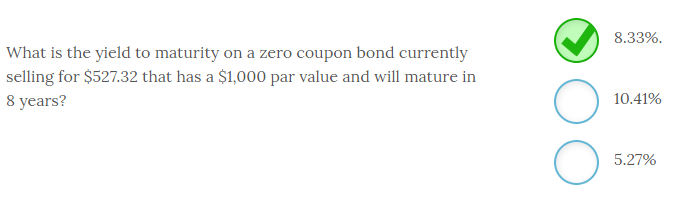 What is the yield to maturity on a zero coupon bond currently
selling for $527.32 that has a $1,000 par value and will mature in
8 years?
8.33%.
10.41%
5.27%